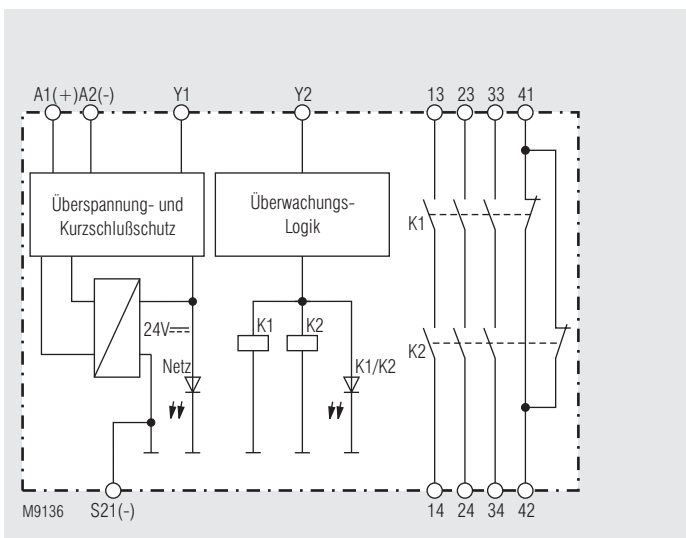 A1(+)A2(-) Y1 Y2 13 23 33 41
Überspannung- und
Kurzschlußschutz
Überwachungs-
Logik
K1
24V
K1 K2
K2
Netz
K1/K2
M9136 S21(-) 14 24 34 42